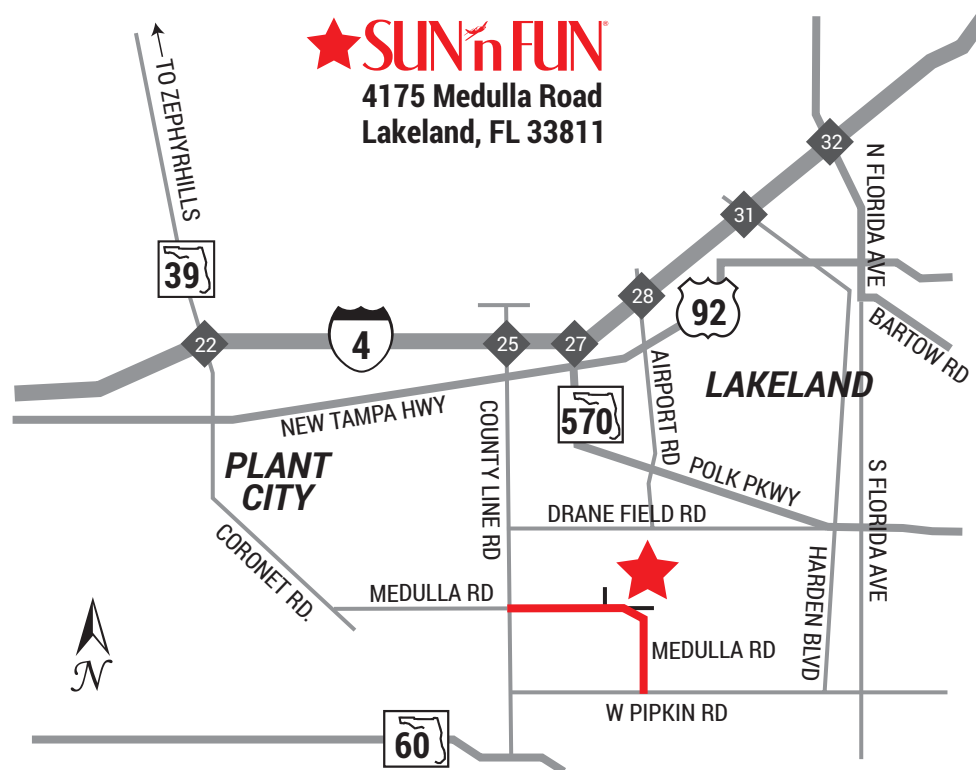 SUN'n FUN®
4175 Medulla Road
Lakeland, FL 33811
← TO ZEPHYRHILLS
32
N FLORIDA AVE
31
39
28
92
22
4
25
27
BARTOW RD
AIRPORT RD
LAKELAND
NEW TAMPA HWY
COUNTY LINE RD
570
PLANT
CITY
POLK PKWY
S FLORIDA AVE
DRANE FIELD RD
CORONET RD.
HARDEN BLVD
MEDULLA RD
MEDULLA RD
N
W PIPKIN RD
60